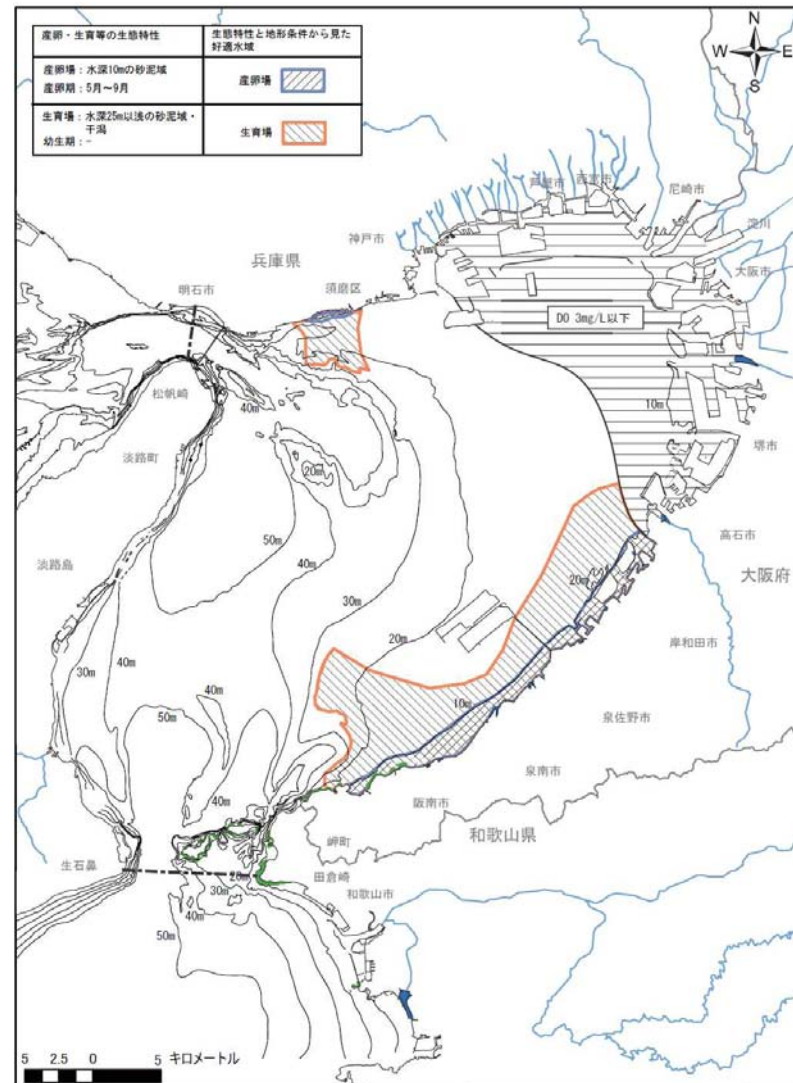 産卵・生育等の生態特性
生態特性と地形条件から見た
好適水域
産卵場：水深10mの砂泥域
産卵期：5月～9月
産卵場
生育場：水深25m以浅の砂泥域・
干潟
幼生期：-
生育場
N
W
E
S
芦屋市
西宮市
尼崎市
神戸市
淀川
兵庫県
大阪市
明石市
須磨区
DO 3mg/L以下
松帆崎
10m
40m
淡路町
堺市
20m
50m
高石市
40m
淡路島
20m
大阪府
30m
岸和田市
20m
30m
40m
40m
10m
50m
泉佐野市
泉南市
40m
阪南市
和歌山県
岬町
生石鼻
田倉崎
20m
30m
和歌山市
40m
50m
5 2.5 0 5 キロメートル